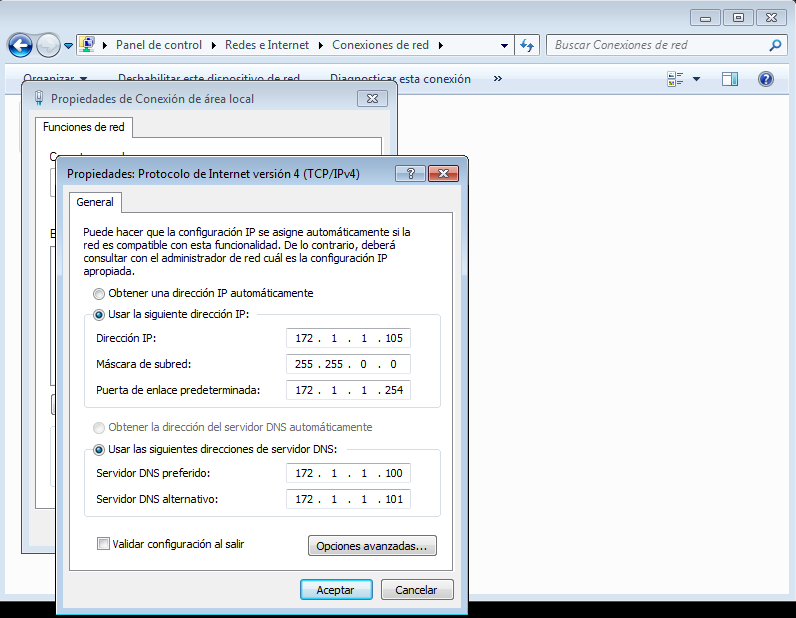 Panel de control
Redes e Internet
Conexiones de red
Buscar Conexiones de red
Organizar
Deshabilitar este dispositivo de red
Diagnosticar esta conexión
»
Propiedades de Conexión de área local
Funciones de red
Propiedades: Protocolo de Internet versión 4 (TCP/IPv4)
General
Puede hacer que la configuración IP se asigne automáticamente si la
red es compatible con esta funcionalidad. De lo contrario, deberá
consultar con el administrador de red cuál es la configuración IP
apropiada.
Obtener una dirección IP automáticamente
Usar la siguiente dirección IP:
Dirección IP: 172 . 1 . 1 . 105
Máscara de subred: 255 . 255 . 0 . 0
Puerta de enlace predeterminada: 172 . 1 . 1 . 254
Obtener la dirección del servidor DNS automáticamente
Usar las siguientes direcciones de servidor DNS:
Servidor DNS preferido: 172 . 1 . 1 . 100
Servidor DNS alternativo: 172 . 1 . 1 . 101
Validar configuración al salir
Opciones avanzadas...
Aceptar
Cancelar